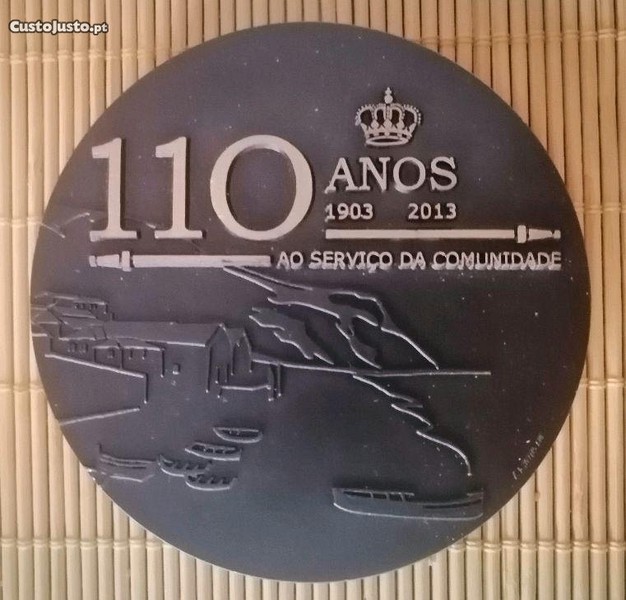 CustoJusto.pt
110 ANOS
1903 2013
AO SERVIÇO DA COMUNIDADE